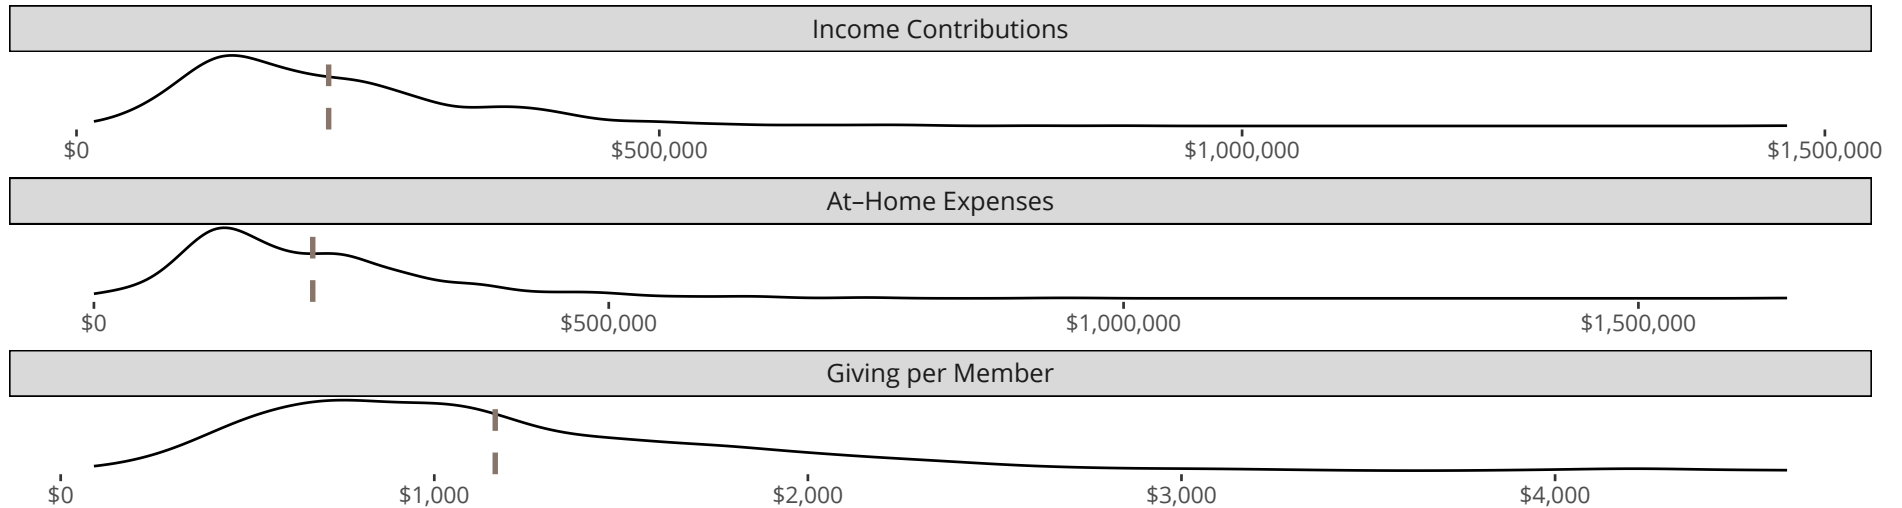 Income Contributions
$0 $500,000 $1,000,000 $1,500,000
At–Home Expenses
$0 $500,000 $1,000,000 $1,500,000
Giving per Member
$0 $1,000 $2,000 $3,000 $4,000